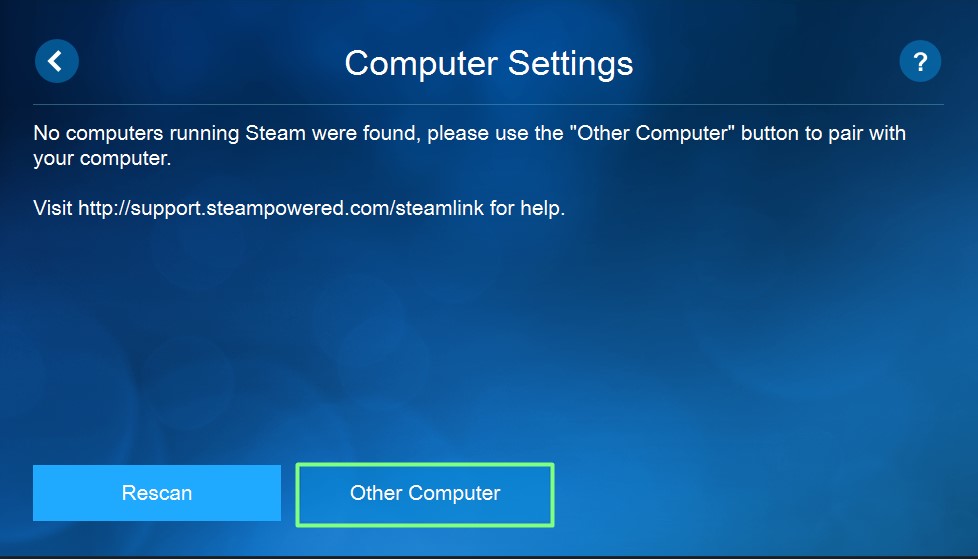 Computer Settings
?
No computers running Steam were found, please use the "Other Computer" button to pair with
your computer.
Visit http://support.steampowered.com/steamlink for help.
Rescan
Other Computer